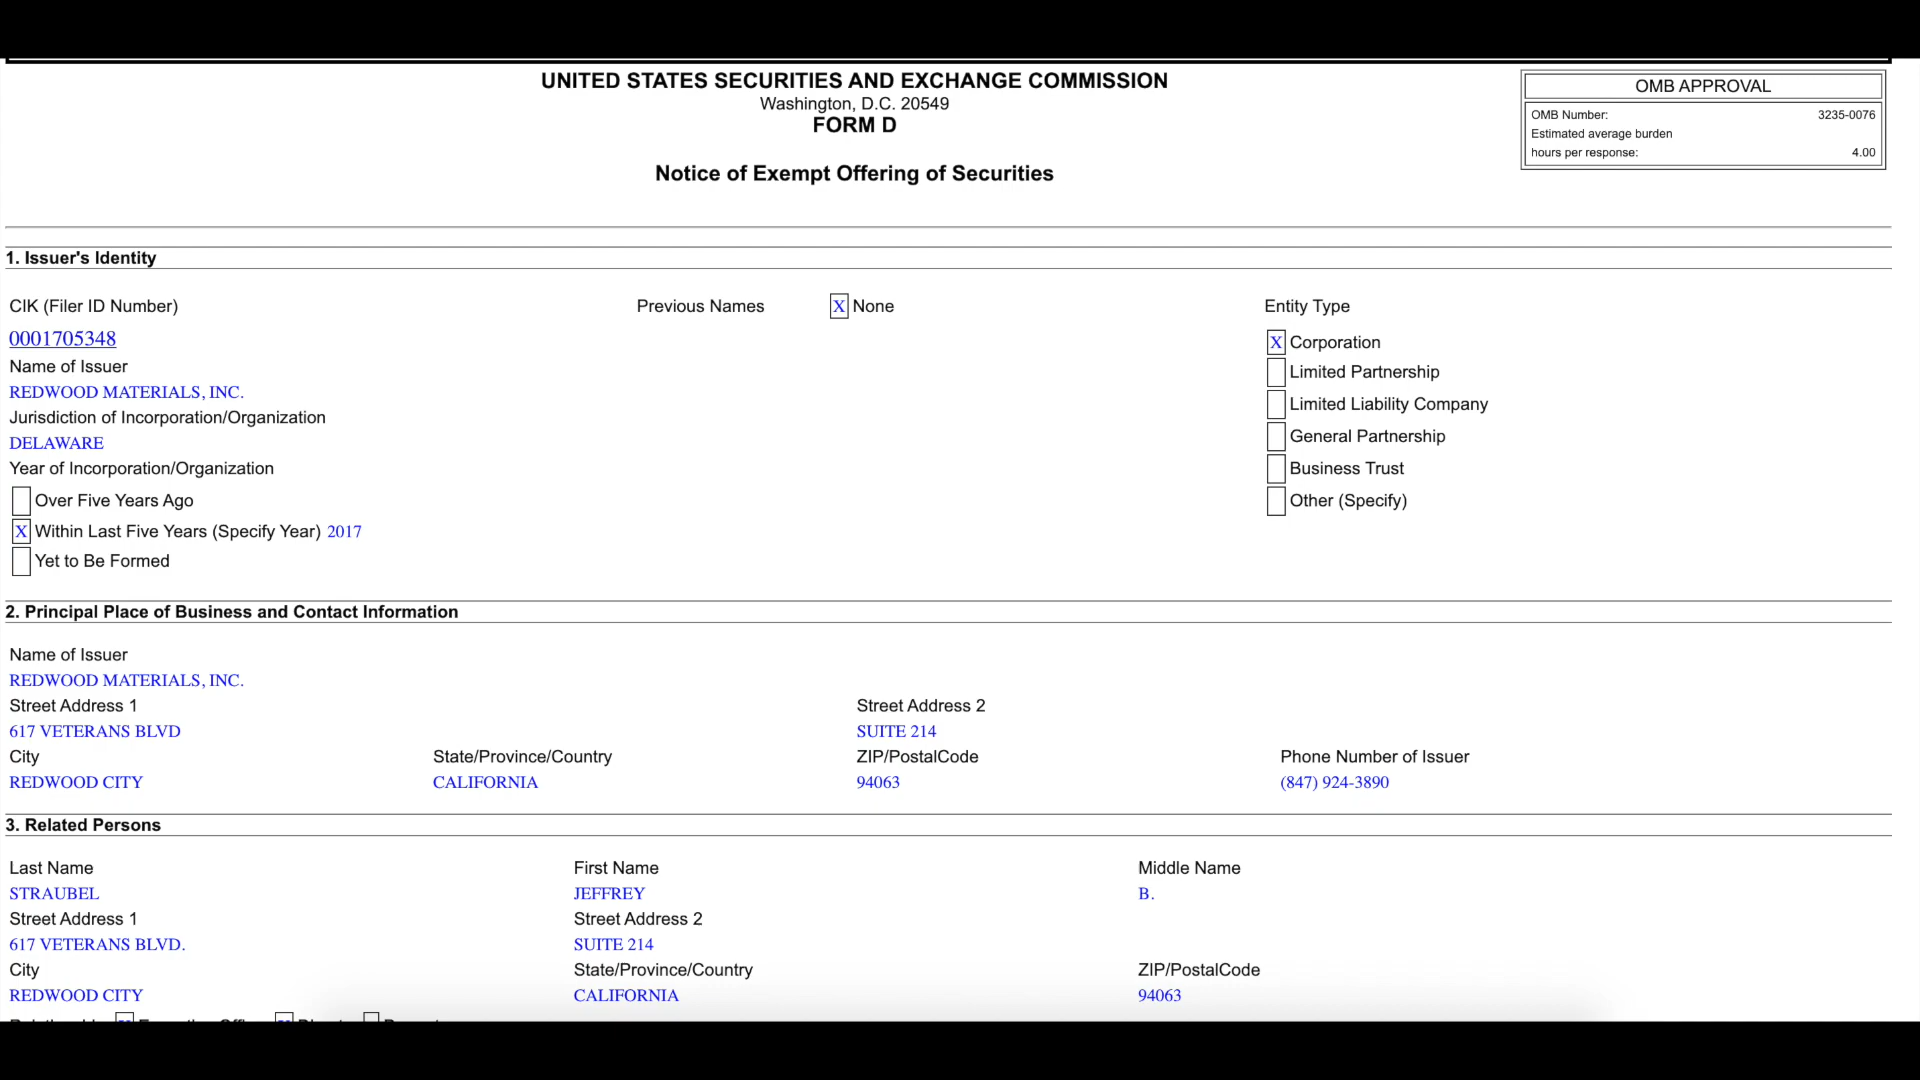 UNITED STATES SECURITIES AND EXCHANGE COMMISSION
Washington, D.C. 20549
FORM D
Notice of Exempt Offering of Securities
OMB APPROVAL
OMB Number: 3235-0076
Estimated average burden
hours per response: 4.00
1. Issuer's Identity
CIK (Filer ID Number) Previous Names X None Entity Type
0001705348
X Corporation
Name of Issuer
Limited Partnership
REDWOOD MATERIALS, INC.
Limited Liability Company
Jurisdiction of Incorporation/Organization
General Partnership
DELAWARE
Year of Incorporation/Organization Business Trust
Over Five Years Ago Other (Specify)
X Within Last Five Years (Specify Year) 2017
Yet to Be Formed
2. Principal Place of Business and Contact Information
Name of Issuer
REDWOOD MATERIALS, INC.
Street Address 1 Street Address 2
617 VETERANS BLVD SUITE 214
City State/Province/Country ZIP/PostalCode Phone Number of Issuer
REDWOOD CITY CALIFORNIA 94063 (847) 924-3890
3. Related Persons
Last Name First Name Middle Name
STRAUBEL JEFFREY B.
Street Address 1 Street Address 2
617 VETERANS BLVD. SUITE 214
City State/Province/Country ZIP/PostalCode
REDWOOD CITY CALIFORNIA 94063